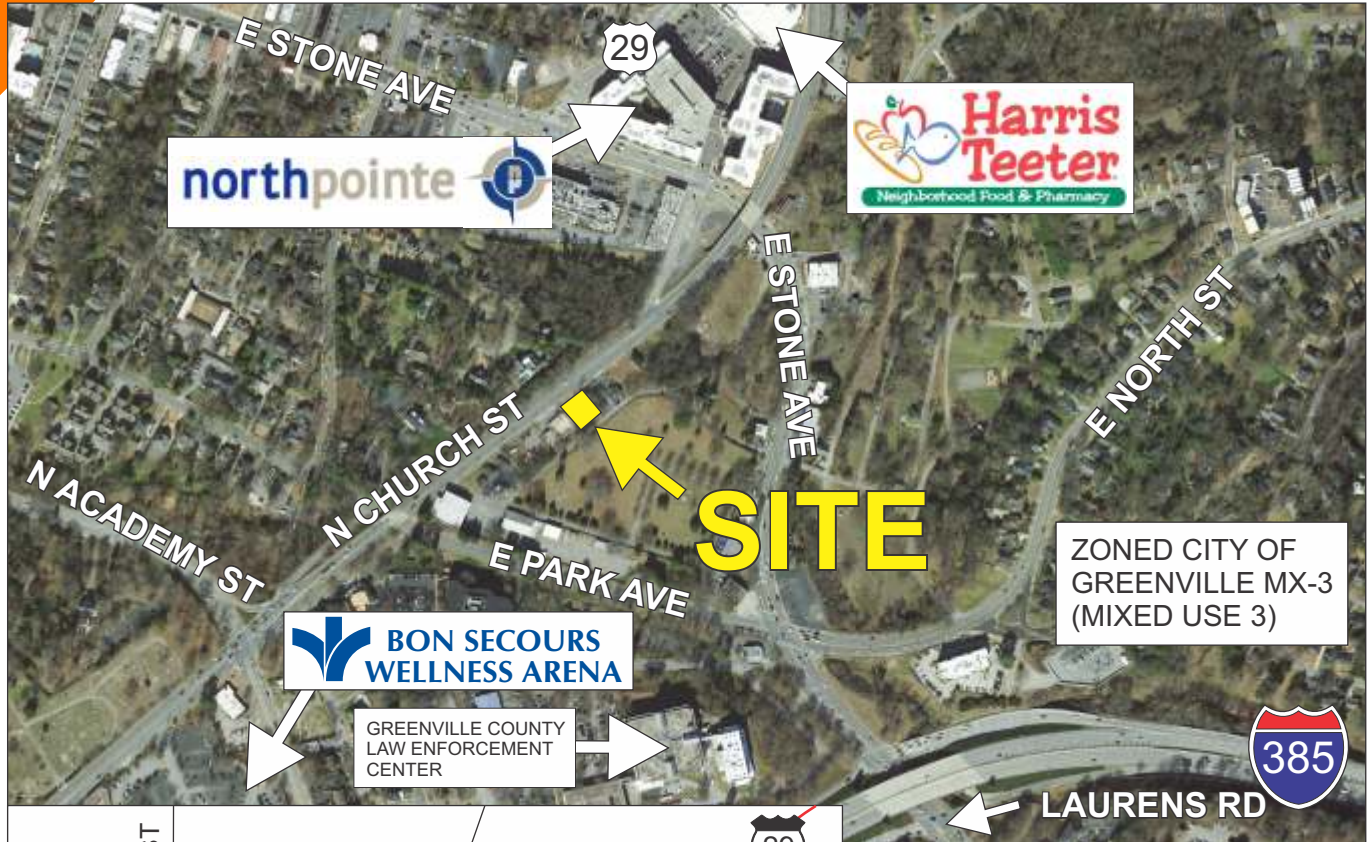 E STONE AVE
29
northpointe
p
Harris
Teeter
Neighborhood Food & Pharmacy
E STONE AVE
E NORTH ST
N CHURCH ST
N ACADEMY ST
SITE
E PARK AVE
ZONED CITY OF
GREENVILLE MX-3
(MIXED USE 3)
BON SECOURS
WELLNESS ARENA
GREENVILLE COUNTY
LAW ENFORCEMENT
CENTER
385
LAURENS RD
ST
29